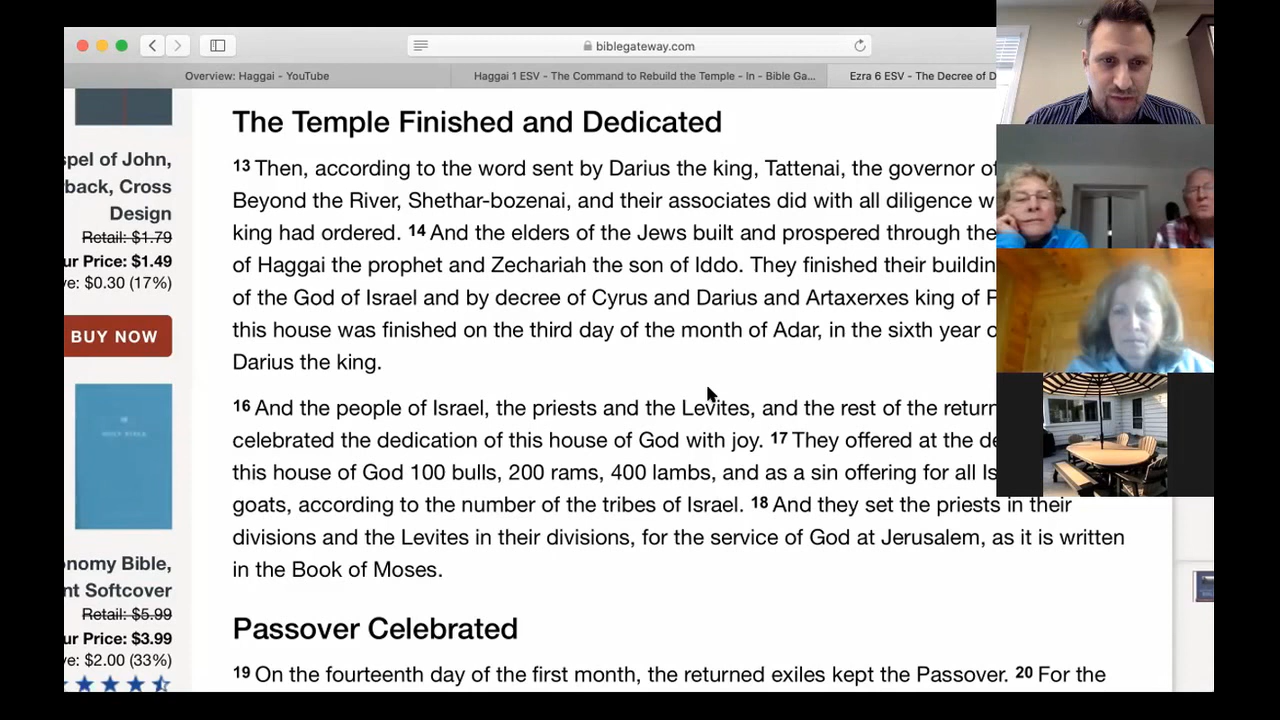 biblegateway.com
Overview: Haggai - YouTube
Haggai 1 ESV - The Command to Rebuild the Temple - In - Bible Ga...
Ezra 6 ESV - The Decree of D
spel of John,
rback, Cross
Design
Retail: $1.79
ur Price: $1.49
ve: $0.30 (17%)
BUY NOW
HOLY BIBLE
onomy Bible,
nt Softcover
Retail: $5.99
ur Price: $3.99
ve: $2.00 (33%)
The Temple Finished and Dedicated
13 Then, according to the word sent by Darius the king, Tattenai, the governor of
Beyond the River, Shethar-bozenai, and their associates did with all diligence w
king had ordered. 14 And the elders of the Jews built and prospered through the
of Haggai the prophet and Zechariah the son of Iddo. They finished their buildin
of the God of Israel and by decree of Cyrus and Darius and Artaxerxes king of P
this house was finished on the third day of the month of Adar, in the sixth year o
Darius the king.
16 And the people of Israel, the priests and the Levites, and the rest of the return
celebrated the dedication of this house of God with joy. 17 They offered at the de
this house of God 100 bulls, 200 rams, 400 lambs, and as a sin offering for all Is
goats, according to the number of the tribes of Israel. 18 And they set the priests in their
divisions and the Levites in their divisions, for the service of God at Jerusalem, as it is written
in the Book of Moses.
Passover Celebrated
19 On the fourteenth day of the first month, the returned exiles kept the Passover. 20 For the